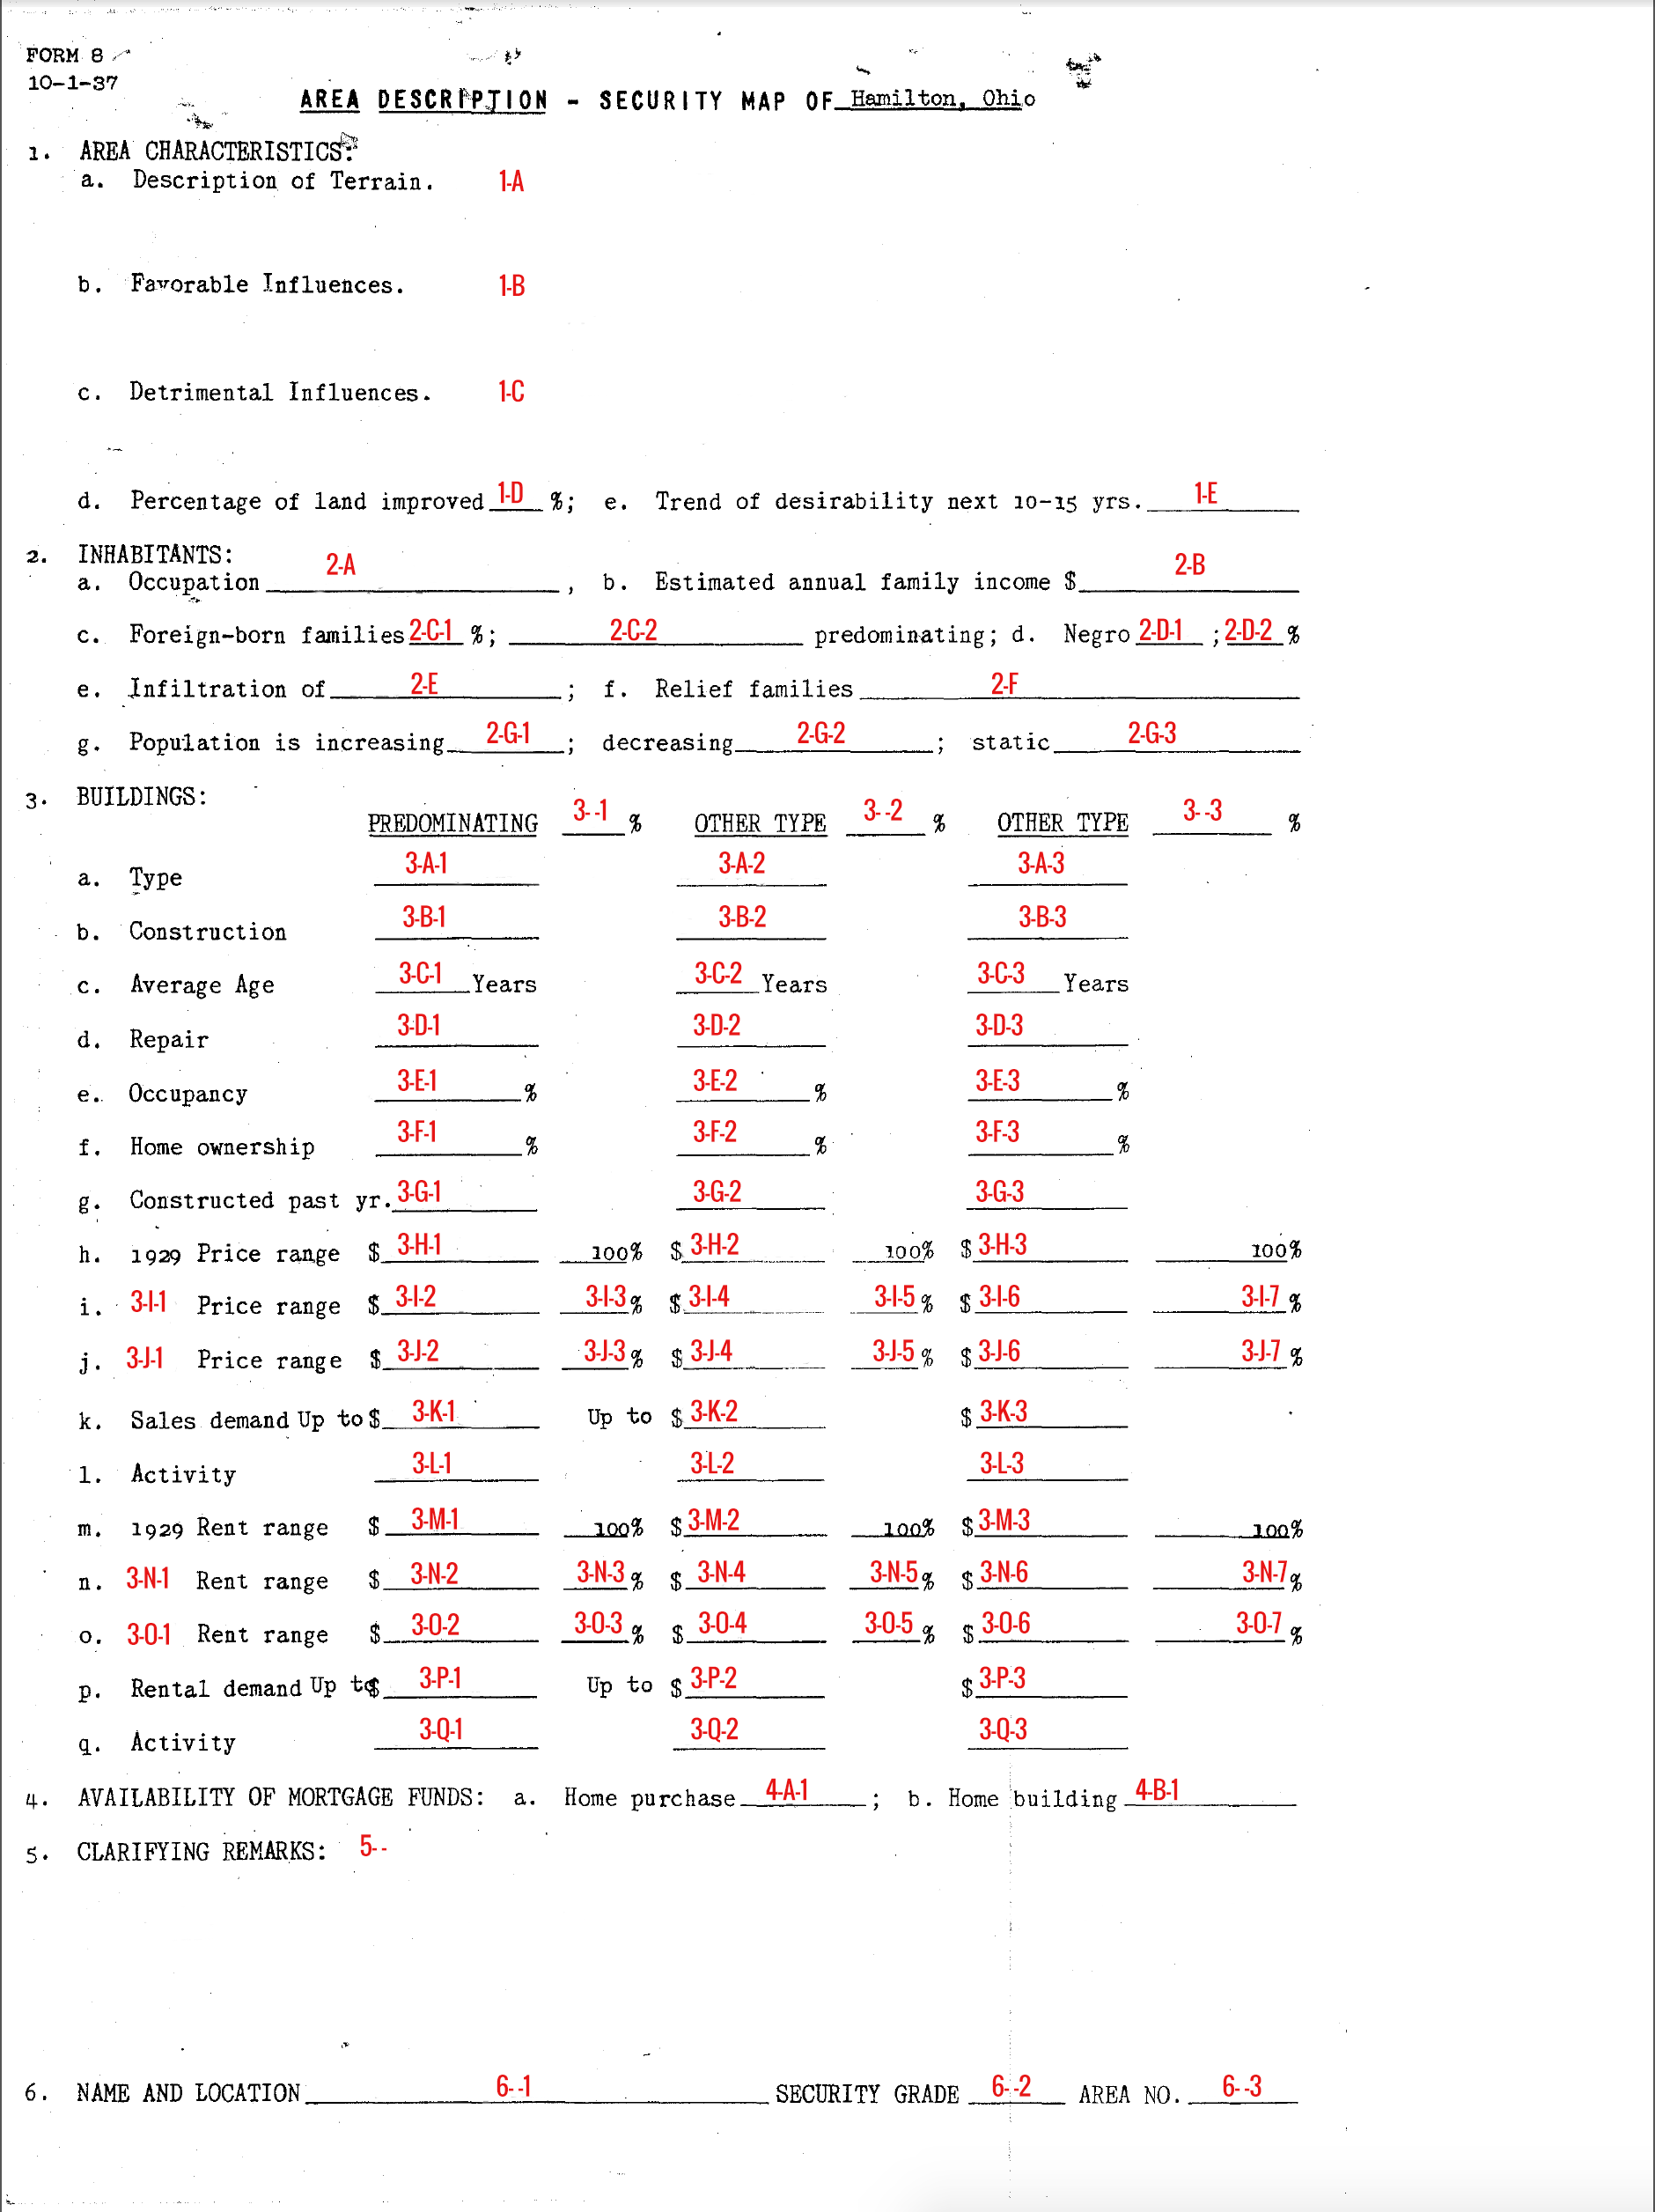 FORM 8
10-1-37
AREA DESCRIPTION - SECURITY MAP OF Hamilton, Ohio
1. AREA CHARACTERISTICS:
a. Description of Terrain. 1-A
b. Favorable Influences. 1-B
c. Detrimental Influences. 1-C
d. Percentage of land improved 1-D %; e. Trend of desirability next 10-15 yrs. 1-E
2. INHABITANTS:
a. Occupation 2-A , b. Estimated annual family income $ 2-B
c. Foreign-born families 2-C-1 %; 2-C-2 predominating; d. Negro 2-D-1 ; 2-D-2 %
e. Infiltration of 2-E ; f. Relief families 2-F
g. Population is increasing 2-G-1 ; decreasing 2-G-2 ; static 2-G-3
3. BUILDINGS:
PREDOMINATING 3--1 % OTHER TYPE 3--2 % OTHER TYPE 3--3 %
a. Type 3-A-1 3-A-2 3-A-3
b. Construction 3-B-1 3-B-2 3-B-3
c. Average Age 3-C-1 Years 3-C-2 Years 3-C-3 Years
d. Repair 3-D-1 3-D-2 3-D-3
e. Occupancy 3-E-1 % 3-E-2 % 3-E-3 %
f. Home ownership 3-F-1 % 3-F-2 % 3-F-3 %
g. Constructed past yr. 3-G-1 3-G-2 3-G-3
h. 1929 Price range $ 3-H-1 100% $ 3-H-2 100% $ 3-H-3 100%
i. 3-I-1 Price range $ 3-I-2 3-I-3 % $ 3-I-4 3-I-5 % $ 3-I-6 3-I-7 %
j. 3-J-1 Price range $ 3-J-2 3-J-3 % $ 3-J-4 3-J-5 % $ 3-J-6 3-J-7 %
k. Sales demand Up to $ 3-K-1 Up to $ 3-K-2 $ 3-K-3
l. Activity 3-L-1 3-L-2 3-L-3
m. 1929 Rent range $ 3-M-1 100% $ 3-M-2 100% $ 3-M-3 100%
n. 3-N-1 Rent range $ 3-N-2 3-N-3 % $ 3-N-4 3-N-5 % $ 3-N-6 3-N-7 %
o. 3-O-1 Rent range $ 3-O-2 3-O-3 % $ 3-O-4 3-O-5 % $ 3-O-6 3-O-7 %
p. Rental demand Up to $ 3-P-1 Up to $ 3-P-2 $ 3-P-3
q. Activity 3-Q-1 3-Q-2 3-Q-3
4. AVAILABILITY OF MORTGAGE FUNDS: a. Home purchase 4-A-1 ; b. Home building 4-B-1
5. CLARIFYING REMARKS: 5--
6. NAME AND LOCATION 6--1 SECURITY GRADE 6--2 AREA NO. 6--3